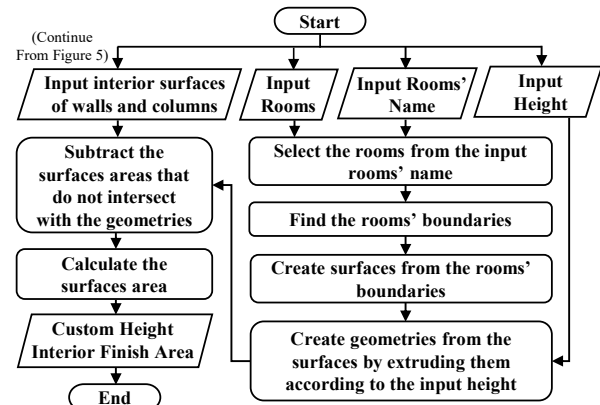 Start
(Continue
From Figure 5)
Input interior surfaces
of walls and columns
Input
Rooms
Input Rooms'
Name
Input
Height
Subtract the
surfaces areas that
do not intersect
with the geometries
Select the rooms from the input
rooms' name
Find the rooms' boundaries
Calculate the
surfaces area
Create surfaces from the rooms'
boundaries
Custom Height
Interior Finish Area
Create geometries from the
surfaces by extruding them
according to the input height
End